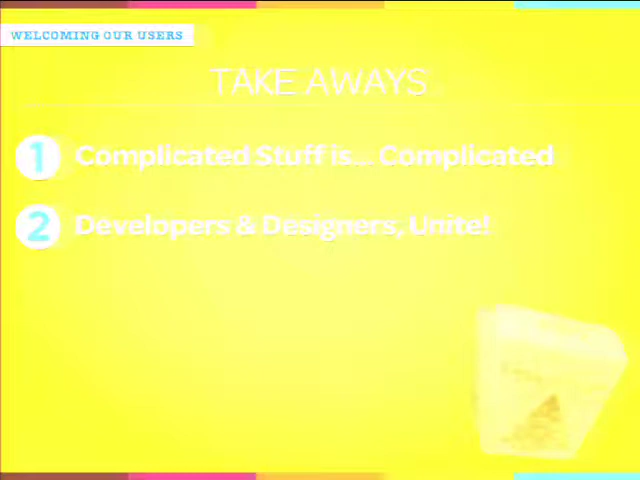 WELCOMING OUR USERS
TAKE AWAYS
1 Complicated Stuff is... Complicated
2 Developers & Designers, Unite!